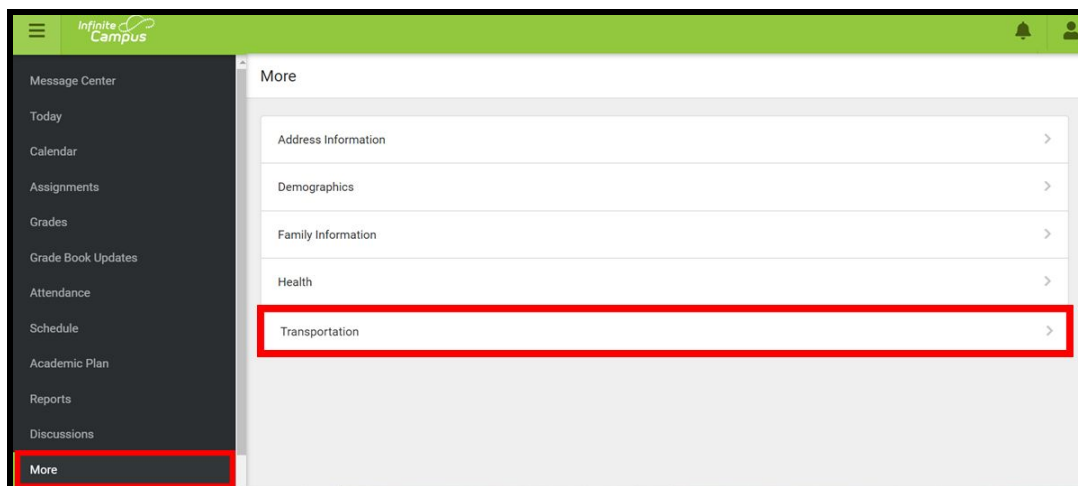 Infinite
Campus
Message Center
Today
Calendar
Assignments
Grades
Grade Book Updates
Attendance
Schedule
Academic Plan
Reports
Discussions
More
More
Address Information
Demographics
Family Information
Health
Transportation